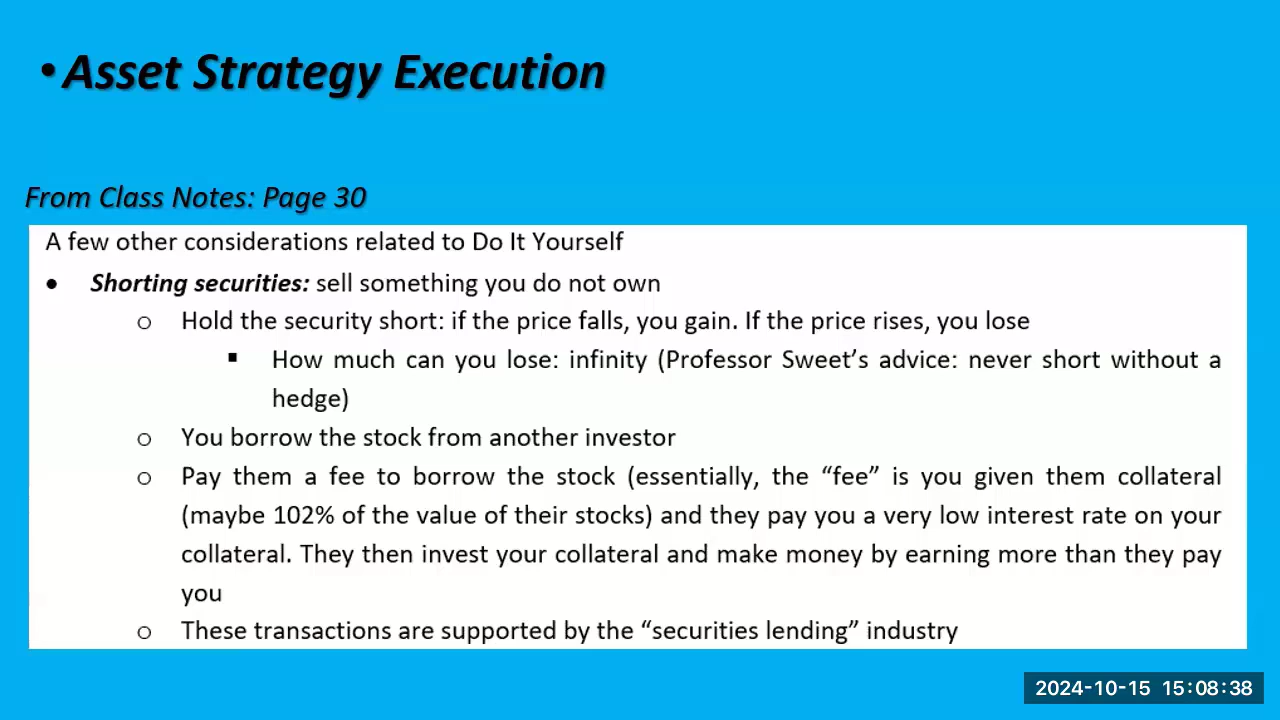 •Asset Strategy Execution
From Class Notes: Page 30
A few other considerations related to Do It Yourself
• Shorting securities: sell something you do not own
o Hold the security short: if the price falls, you gain. If the price rises, you lose
▪ How much can you lose: infinity (Professor Sweet’s advice: never short without a
hedge)
o You borrow the stock from another investor
o Pay them a fee to borrow the stock (essentially, the “fee” is you given them collateral
(maybe 102% of the value of their stocks) and they pay you a very low interest rate on your
collateral. They then invest your collateral and make money by earning more than they pay
you
o These transactions are supported by the “securities lending” industry
2024-10-15 15:08:38